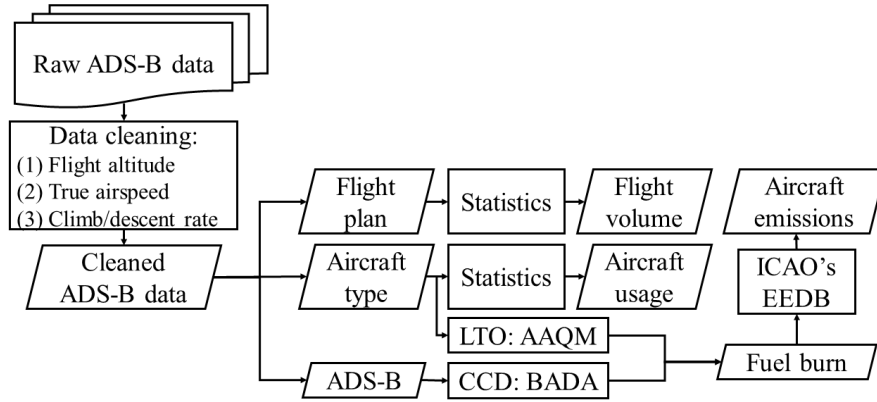 Raw ADS-B data
Data cleaning:
(1) Flight altitude
(2) True airspeed
(3) Climb/descent rate
Cleaned
ADS-B data
Flight
plan
Statistics
Flight
volume
Aircraft
type
Statistics
Aircraft
usage
LTO: AAQM
ADS-B
CCD: BADA
Fuel burn
ICAO's
EEDB
Aircraft
emissions